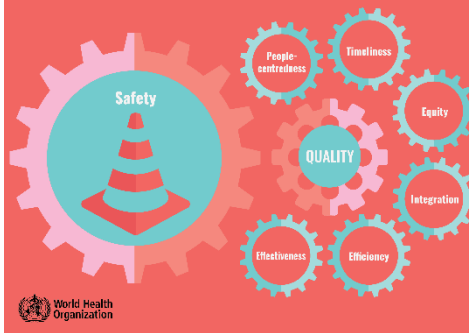 Safety
People-
centredness
Timeliness
Equity
QUALITY
Integration
Effectiveness
Efficiency
World Health
Organization